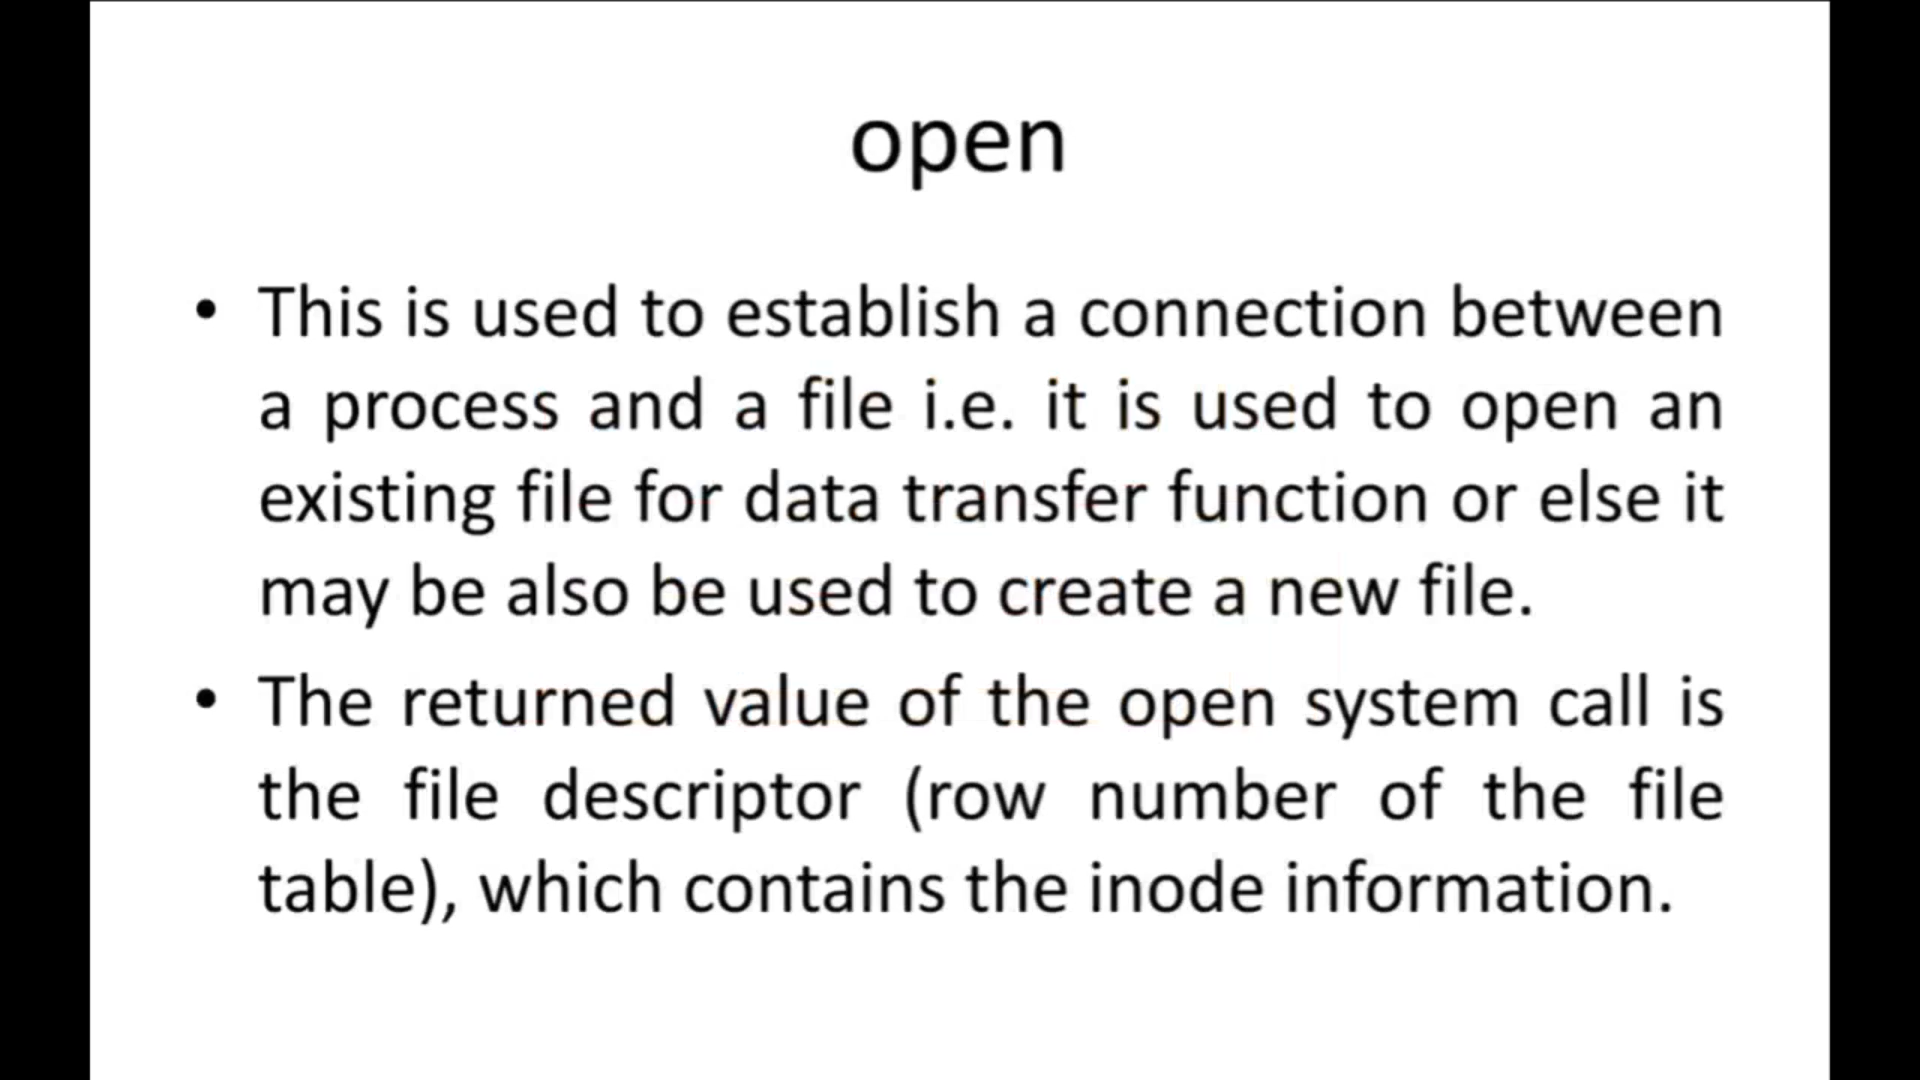 open
• This is used to establish a connection between
a process and a file i.e. it is used to open an
existing file for data transfer function or else it
may be also be used to create a new file.
• The returned value of the open system call is
the file descriptor (row number of the file
table), which contains the inode information.